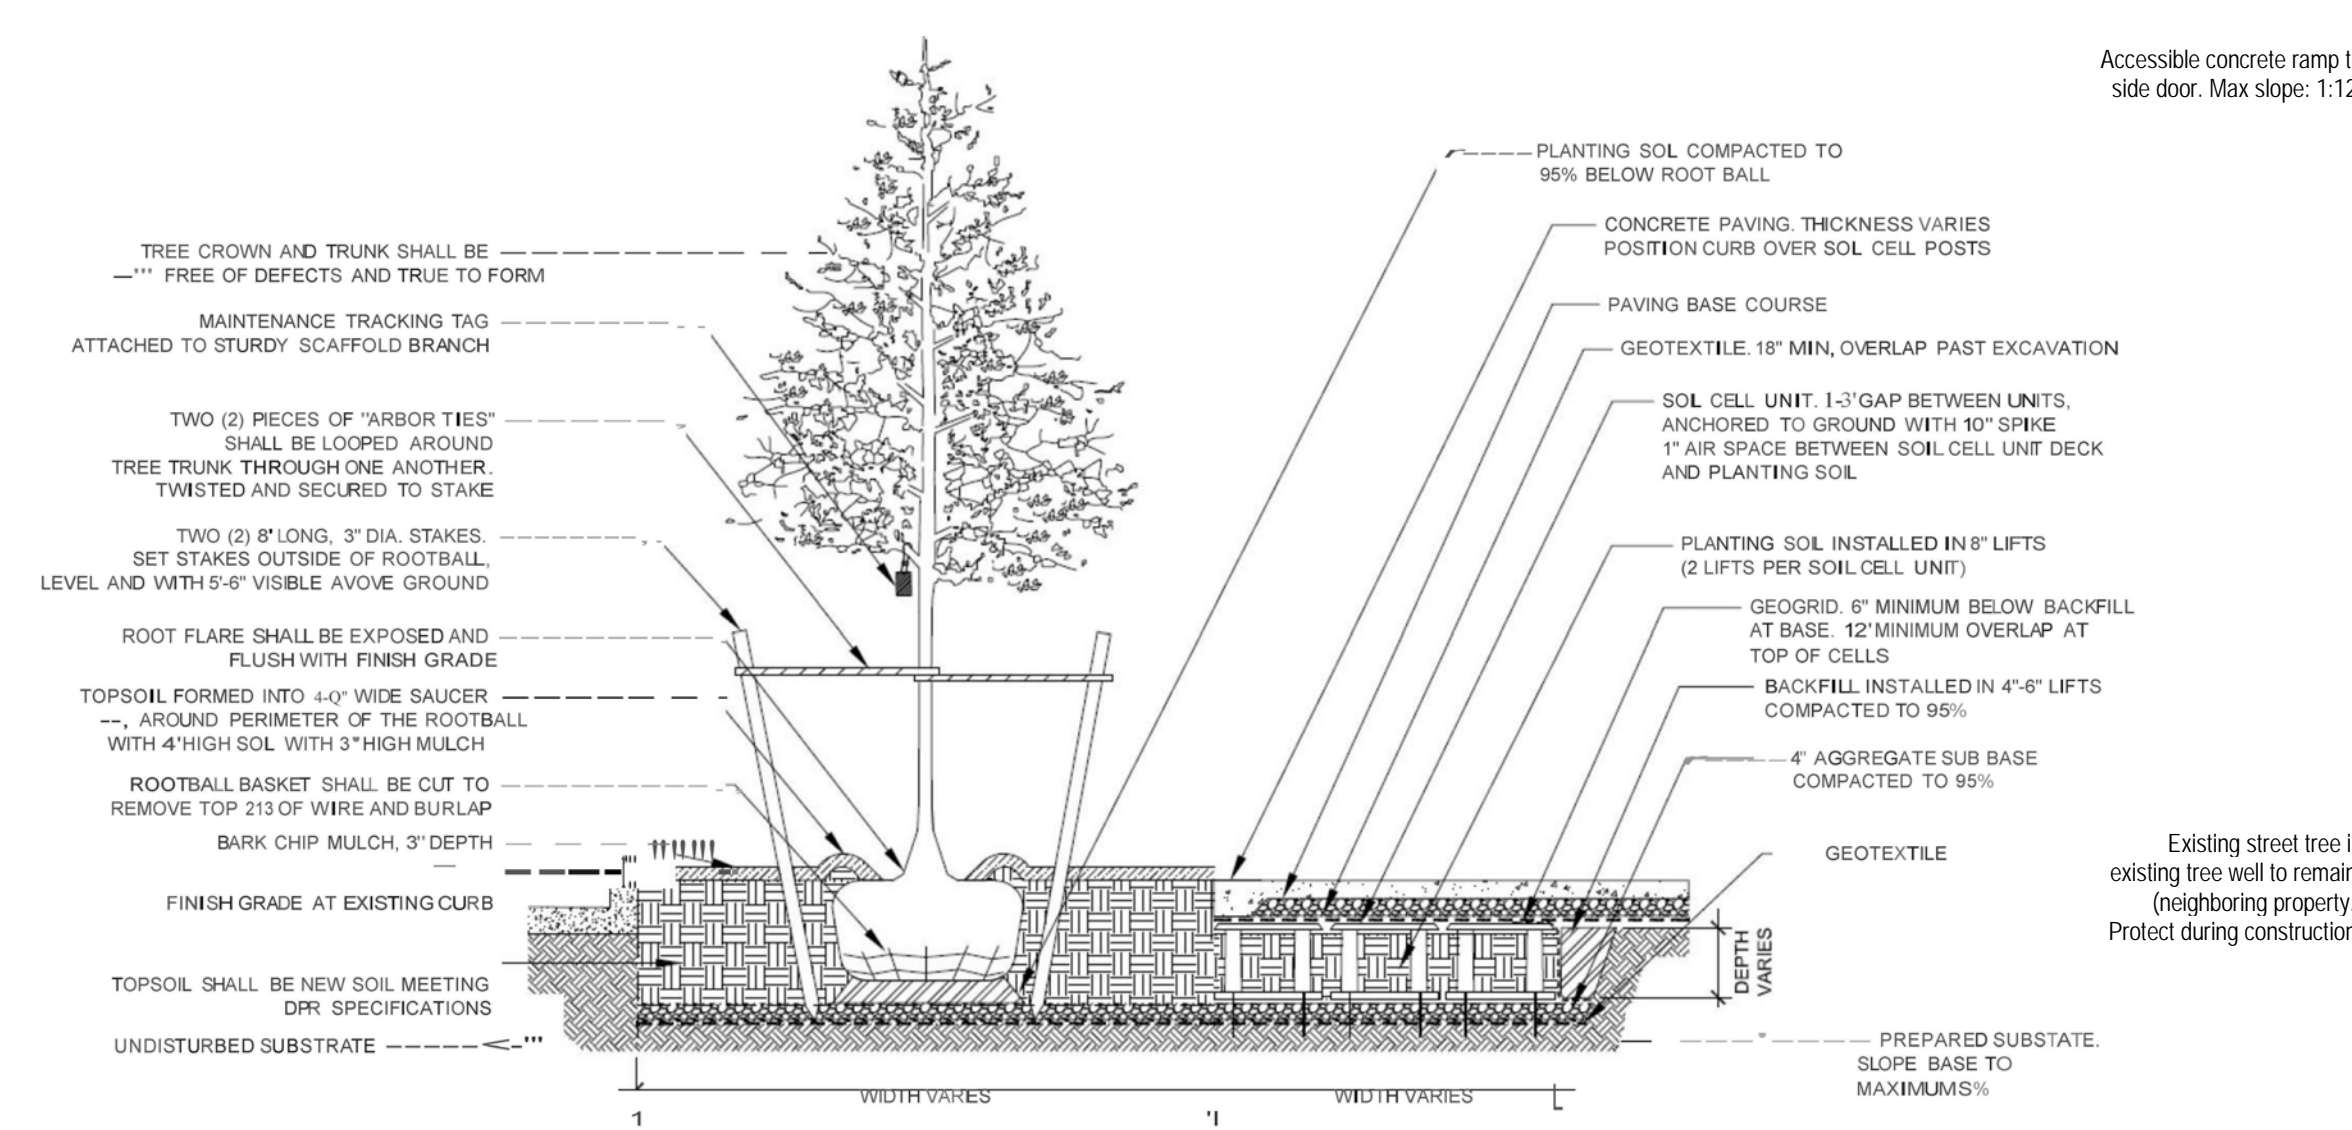 TREE CROWN AND TRUNK SHALL BE
FREE OF DEFECTS AND TRUE TO FORM
MAINTENANCE TRACKING TAG
ATTACHED TO STURDY SCAFFOLD BRANCH
TWO (2) PIECES OF "ARBOR TIES"
SHALL BE LOOPED AROUND
TREE TRUNK THROUGH ONE ANOTHER.
TWISTED AND SECURED TO STAKE
TWO (2) 8' LONG, 3" DIA. STAKES.
SET STAKES OUTSIDE OF ROOTBALL,
LEVEL AND WITH 5'-6" VISIBLE AVOVE GROUND
ROOT FLARE SHALL BE EXPOSED AND
FLUSH WITH FINISH GRADE
TOPSOIL FORMED INTO 4-Q" WIDE SAUCER
--, AROUND PERIMETER OF THE ROOTBALL
WITH 4'HIGH SOL WITH 3"HIGH MULCH
ROOTBALL BASKET SHALL BE CUT TO
REMOVE TOP 213 OF WIRE AND BURLAP
BARK CHIP MULCH, 3" DEPTH
FINISH GRADE AT EXISTING CURB
TOPSOIL SHALL BE NEW SOIL MEETING
DPR SPECIFICATIONS
UNDISTURBED SUBSTRATE
PLANTING SOL COMPACTED TO
95% BELOW ROOT BALL
CONCRETE PAVING. THICKNESS VARIES
POSITION CURB OVER SOL CELL POSTS
PAVING BASE COURSE
GEOTEXTILE. 18" MIN, OVERLAP PAST EXCAVATION
SOL CELL UNIT. 1-3'GAP BETWEEN UNITS,
ANCHORED TO GROUND WITH 10" SPIKE
1" AIR SPACE BETWEEN SOIL CELL UNIT DECK
AND PLANTING SOIL
PLANTING SOIL INSTALLED IN 8" LIFTS
(2 LIFTS PER SOIL CELL UNIT)
GEOGRID. 6" MINIMUM BELOW BACKFILL
AT BASE. 12'MINIMUM OVERLAP AT
TOP OF CELLS
BACKFILL INSTALLED IN 4"-6" LIFTS
COMPACTED TO 95%
4" AGGREGATE SUB BASE
COMPACTED TO 95%
GEOTEXTILE
DEPTH
VARIES
PREPARED SUBSTATE.
SLOPE BASE TO
MAXIMUMS%
WIDTH VARIES
WIDTH VARIES
1
'I
Accessible concrete ramp t
side door. Max slope: 1:12
Existing street tree i
existing tree well to remain
(neighboring property
Protect during construction